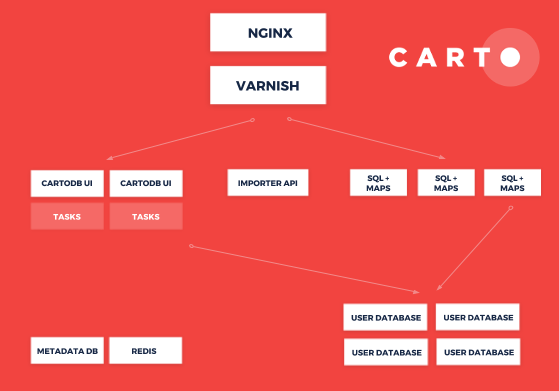 NGINX
CARTO
VARNISH
CARTODB UI
CARTODB UI
IMPORTER API
SQL +
MAPS
SQL +
MAPS
SQL +
MAPS
TASKS
TASKS
USER DATABASE
USER DATABASE
METADATA DB
REDIS
USER DATABASE
USER DATABASE